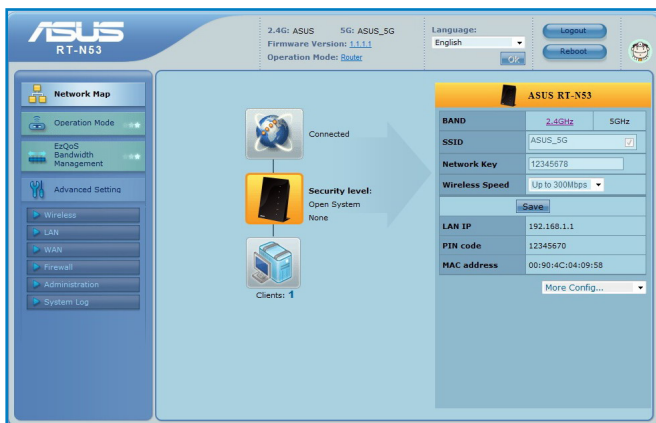 ASUS
RT-N53
2.4G: ASUS 5G: ASUS_5G
Firmware Version: 1.1.1.1
Operation Mode: Router
Language:
English
OK
Logout
Reboot
Network Map
Operation Mode
EzQoS
Bandwidth
Management
Advanced Setting
Wireless
LAN
WAN
Firewall
Administration
System Log
Connected
Security level:
Open System
None
Clients: 1
ASUS RT-N53
BAND 2.4GHz 5GHz
SSID ASUS_5G
Network Key 12345678
Wireless Speed Up to 300Mbps
Save
LAN IP 192.168.1.1
PIN code 12345670
MAC address 00:90:4C:04:09:58
More Config...